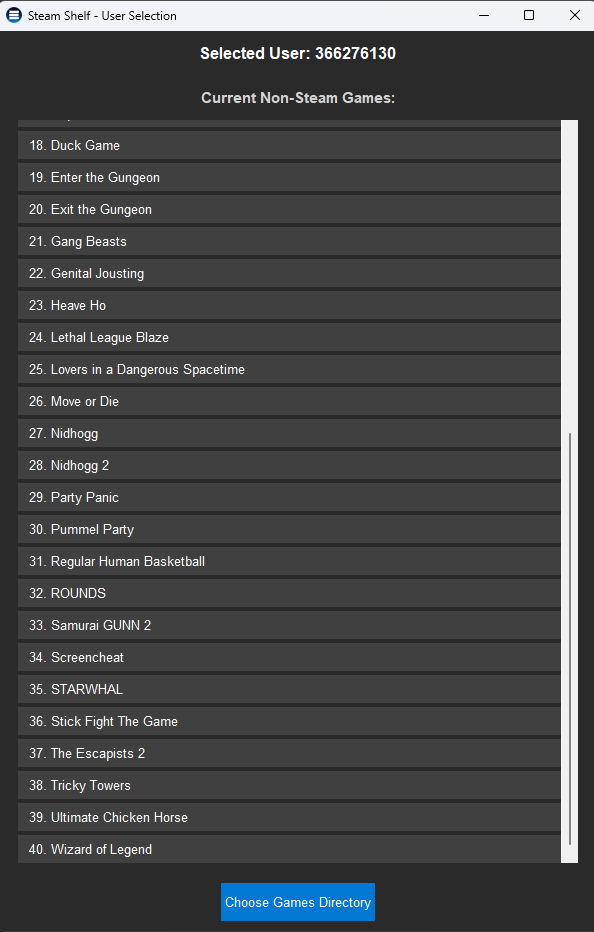 Steam Shelf - User Selection
Selected User: 366276130
Current Non-Steam Games:
18. Duck Game
19. Enter the Gungeon
20. Exit the Gungeon
21. Gang Beasts
22. Genital Jousting
23. Heave Ho
24. Lethal League Blaze
25. Lovers in a Dangerous Spacetime
26. Move or Die
27. Nidhogg
28. Nidhogg 2
29. Party Panic
30. Pummel Party
31. Regular Human Basketball
32. ROUNDS
33. Samurai GUNN 2
34. Screencheat
35. STARWHAL
36. Stick Fight The Game
37. The Escapists 2
38. Tricky Towers
39. Ultimate Chicken Horse
40. Wizard of Legend
Choose Games Directory